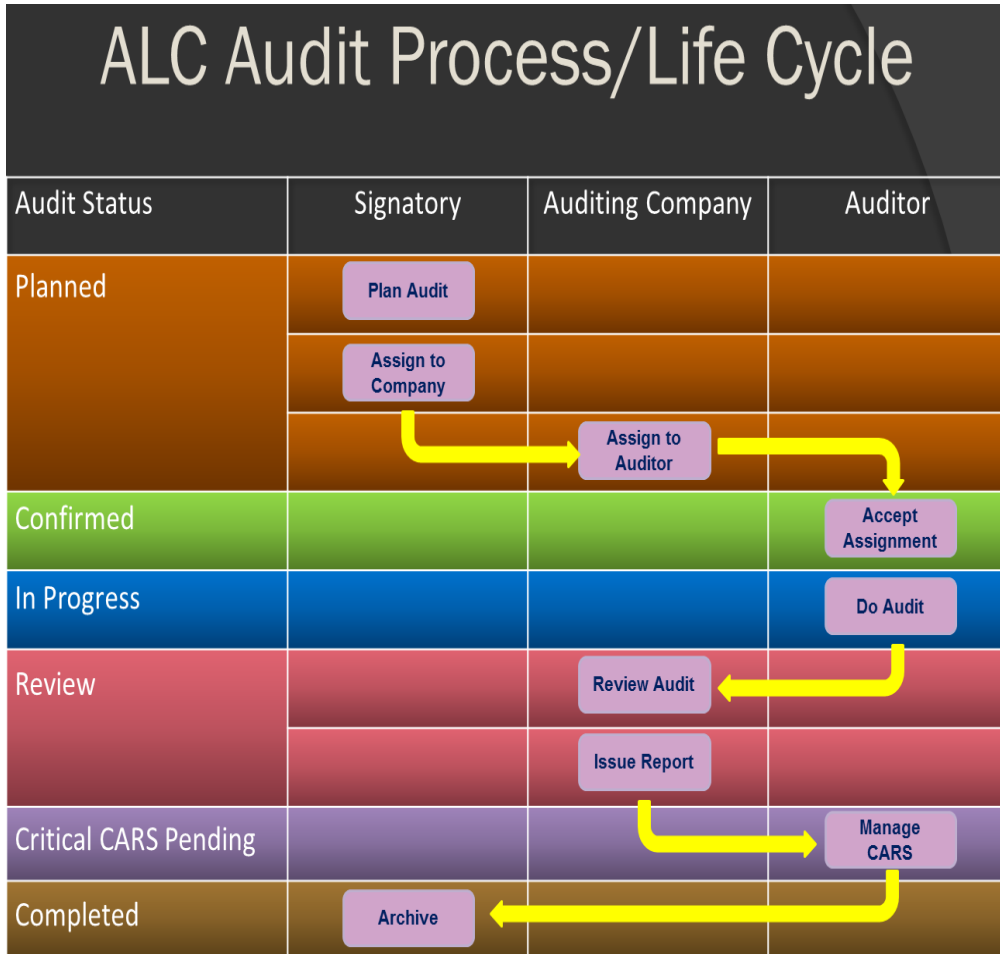 ALC Audit Process/Life Cycle
Audit Status
Signatory
Auditing Company
Auditor
Planned
Plan Audit
Assign to
Company
Assign to
Auditor
Confirmed
Accept
Assignment
In Progress
Do Audit
Review
Review Audit
Issue Report
Critical CARS Pending
Manage
CARS
Completed
Archive